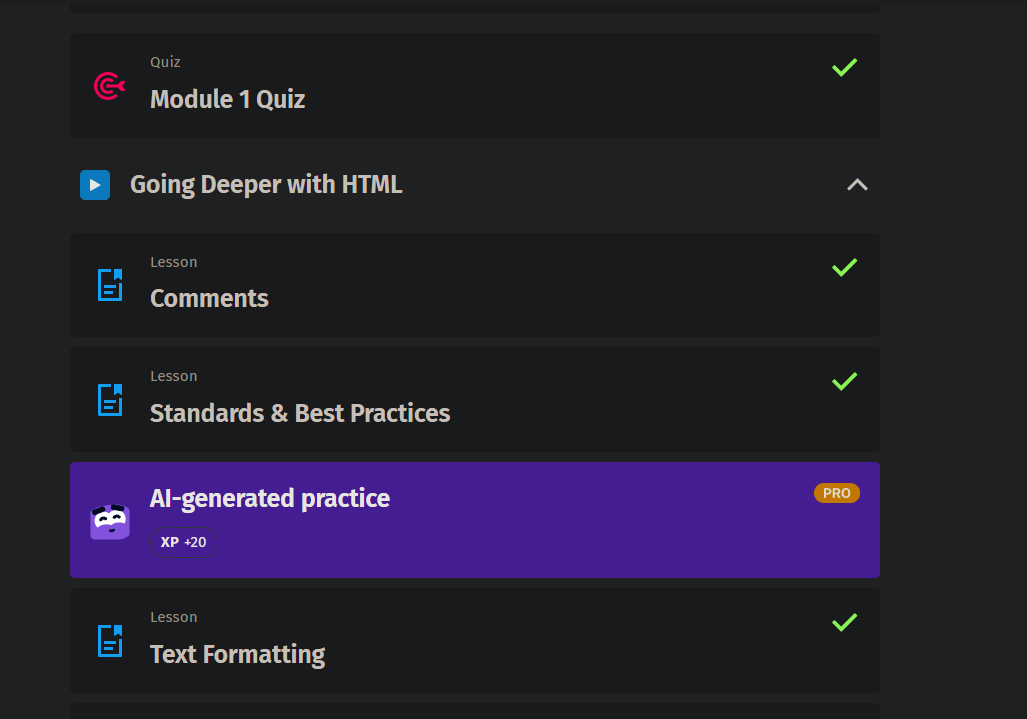 Quiz
Module 1 Quiz
Going Deeper with HTML
Lesson
Comments
Lesson
Standards & Best Practices
AI-generated practice
PRO
XP +20
Lesson
Text Formatting